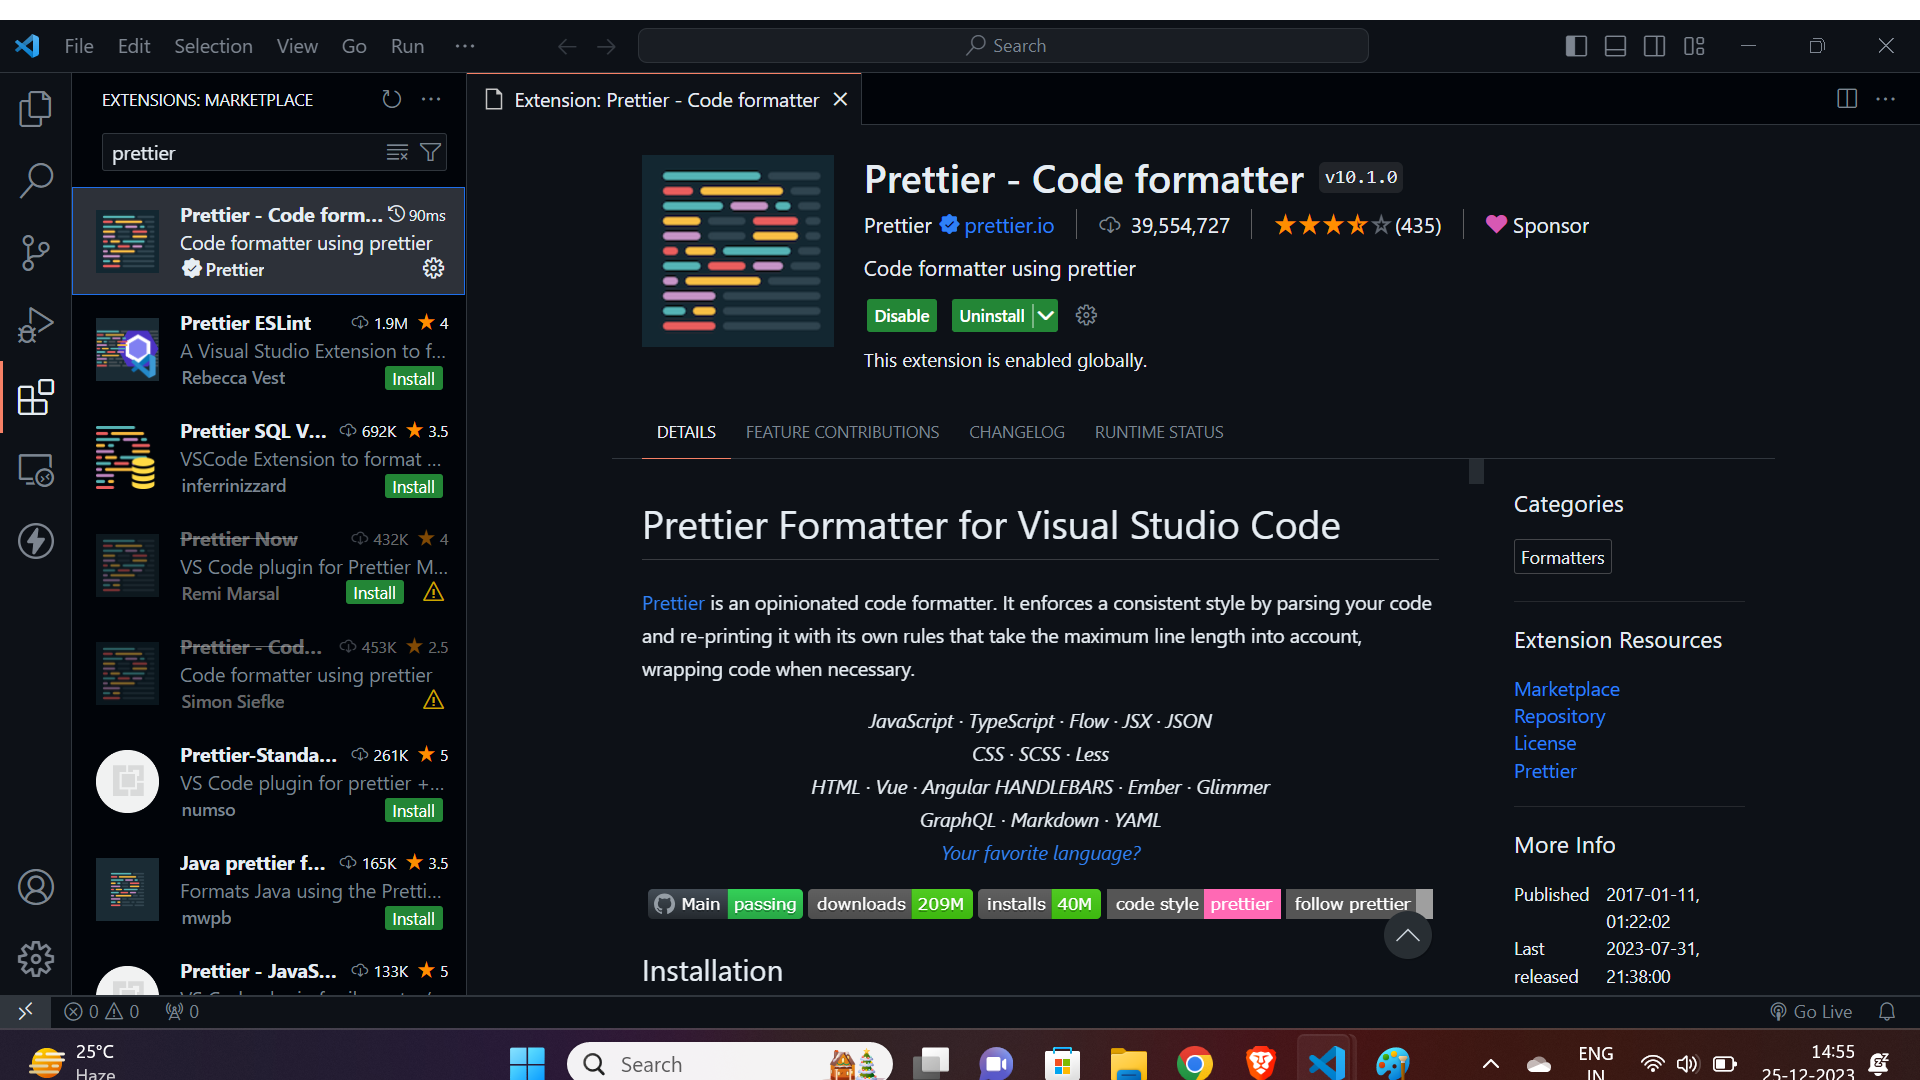 File Edit Selection View Go Run ···
Search
EXTENSIONS: MARKETPLACE
prettier
Prettier - Code form... 90ms
Code formatter using prettier
Prettier
Prettier ESLint 1.9M 4
A Visual Studio Extension to f...
Rebecca Vest Install
Prettier SQL V... 692K 3.5
VSCode Extension to format ...
inferrinizzard Install
Prettier Now 432K 4
VS Code plugin for Prettier M...
Remi Marsal Install
Prettier - Cod... 453K 2.5
Code formatter using prettier
Simon Siefke
Prettier-Standa... 261K 5
VS Code plugin for prettier +...
numso Install
Java prettier f... 165K 3.5
Formats Java using the Pretti...
mwpb Install
Prettier - JavaS... 133K 5
Extension: Prettier - Code formatter
Prettier - Code formatter v10.1.0
Prettier prettier.io 39,554,727 (435) Sponsor
Code formatter using prettier
Disable Uninstall
This extension is enabled globally.
DETAILS FEATURE CONTRIBUTIONS CHANGELOG RUNTIME STATUS
Prettier Formatter for Visual Studio Code
Prettier is an opinionated code formatter. It enforces a consistent style by parsing your code
and re-printing it with its own rules that take the maximum line length into account,
wrapping code when necessary.
JavaScript · TypeScript · Flow · JSX · JSON
CSS · SCSS · Less
HTML · Vue · Angular HANDLEBARS · Ember · Glimmer
GraphQL · Markdown · YAML
Your favorite language?
Main passing downloads 209M installs 40M code style prettier follow prettier
Installation
Categories
Formatters
Extension Resources
Marketplace
Repository
License
Prettier
More Info
Published 2017-01-11,
01:22:02
Last 2023-07-31,
released 21:38:00
0 0 0
Go Live
25°C
Haze
Search
ENG
IN
14:55
25-12-2023